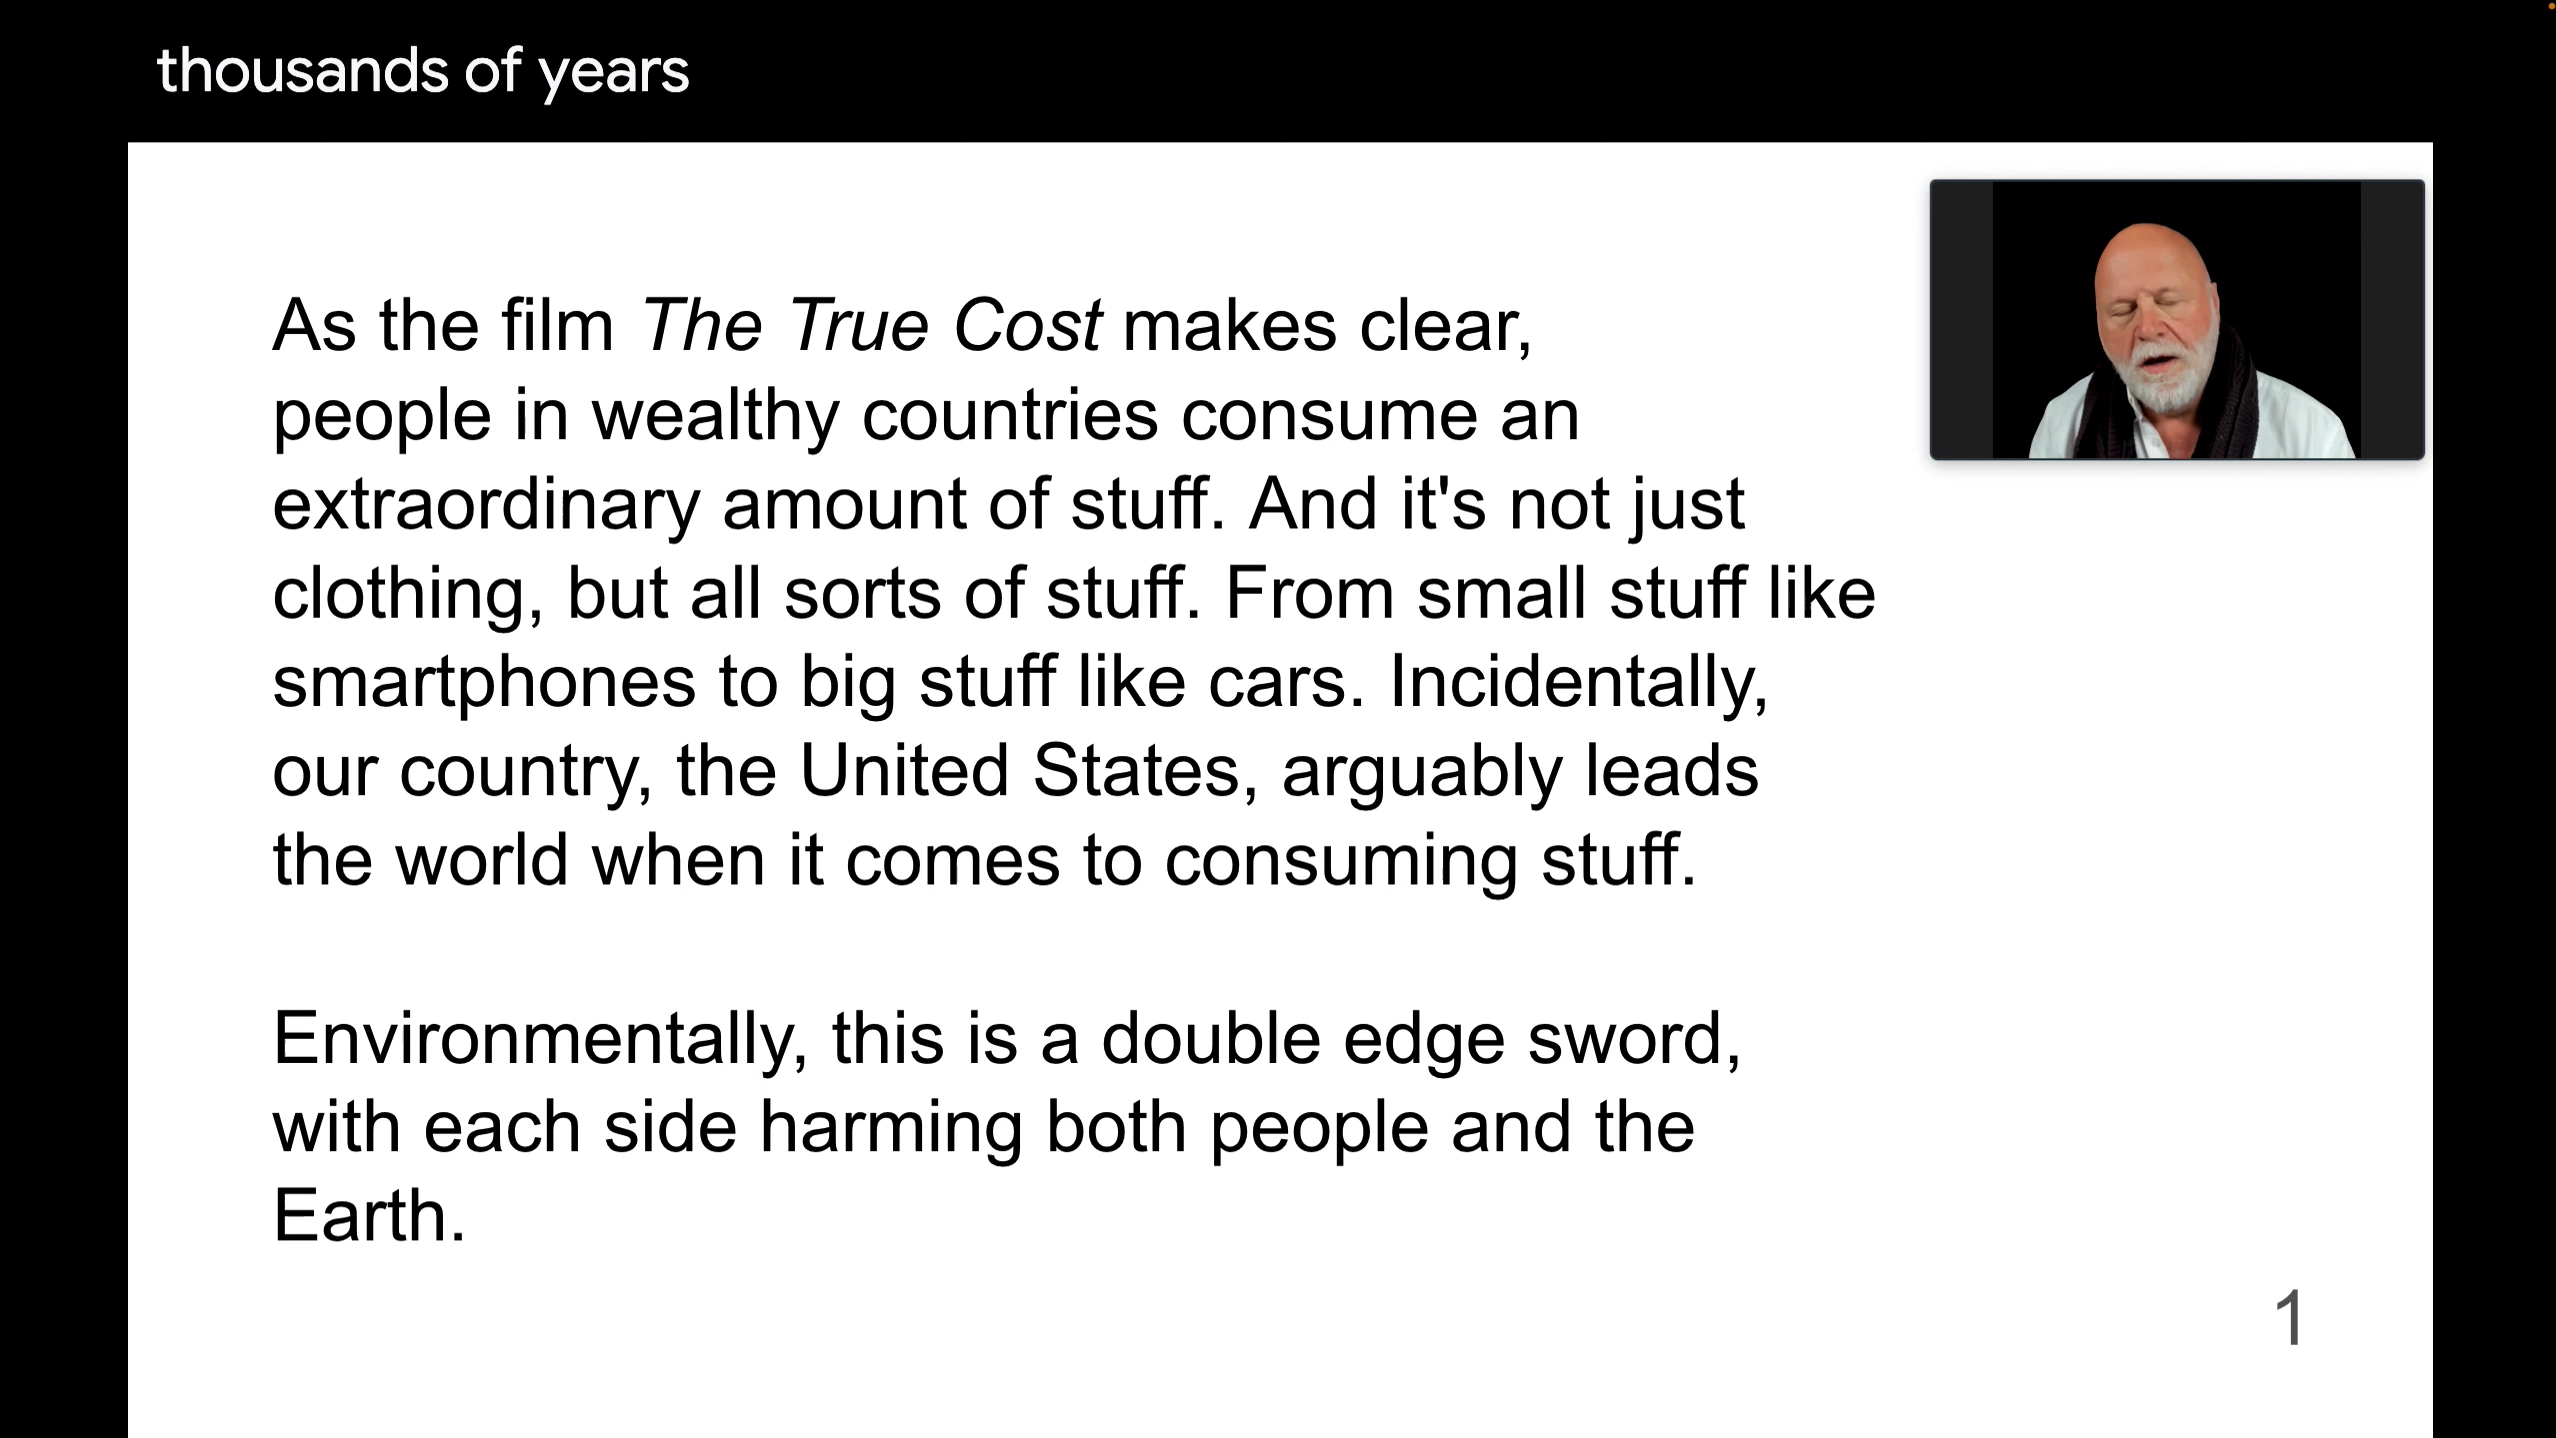 thousands of years
As the film The True Cost makes clear,
people in wealthy countries consume an
extraordinary amount of stuff. And it's not just
clothing, but all sorts of stuff. From small stuff like
smartphones to big stuff like cars. Incidentally,
our country, the United States, arguably leads
the world when it comes to consuming stuff.
Environmentally, this is a double edge sword,
with each side harming both people and the
Earth.
1